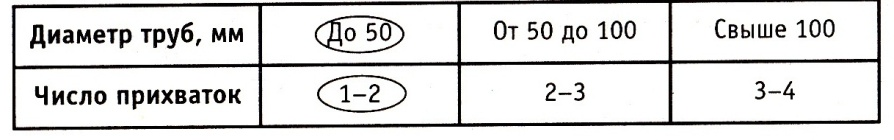 Диаметр труб, мм До 50 От 50 до 100 Свыше 100
Число прихваток 1–2 2–3 3–4